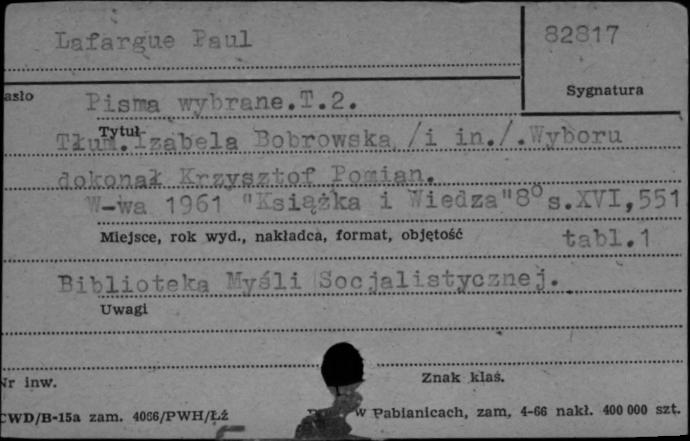 Lafargue Paul
82817
asło
Sygnatura
Pisma wybrane.T.2.
Tytuł
Tłum.Izabela Bobrowska /i in./.Wyboru
dokonał Krzysztof Pomian.
W-wa 1961 "Książka i Wiedza"8° s.XVI,551
Miejsce, rok wyd., nakładca, format, objętość
tabl.1
Biblioteka Myśli Socjalistycznej.
Uwagi
Nr inw.
Znak klas.
CWD/B-15a zam. 4066/PWH/Łź
w Pabianicach, zam, 4-66 nakł. 400 000 szt.